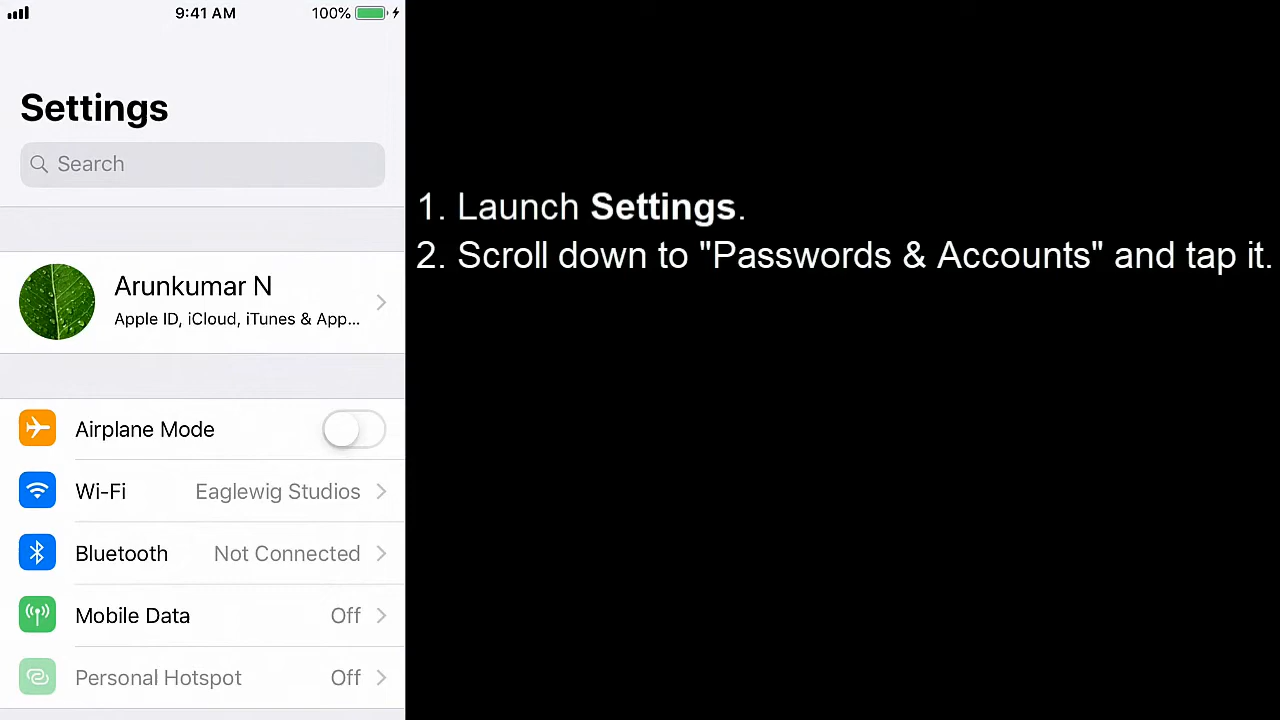 9:41 AM
100%
Settings
Search
Arunkumar N
Apple ID, iCloud, iTunes & App...
Airplane Mode
Wi-Fi Eaglewig Studios
Bluetooth Not Connected
Mobile Data Off
Personal Hotspot Off
1. Launch Settings.
2. Scroll down to "Passwords & Accounts" and tap it.